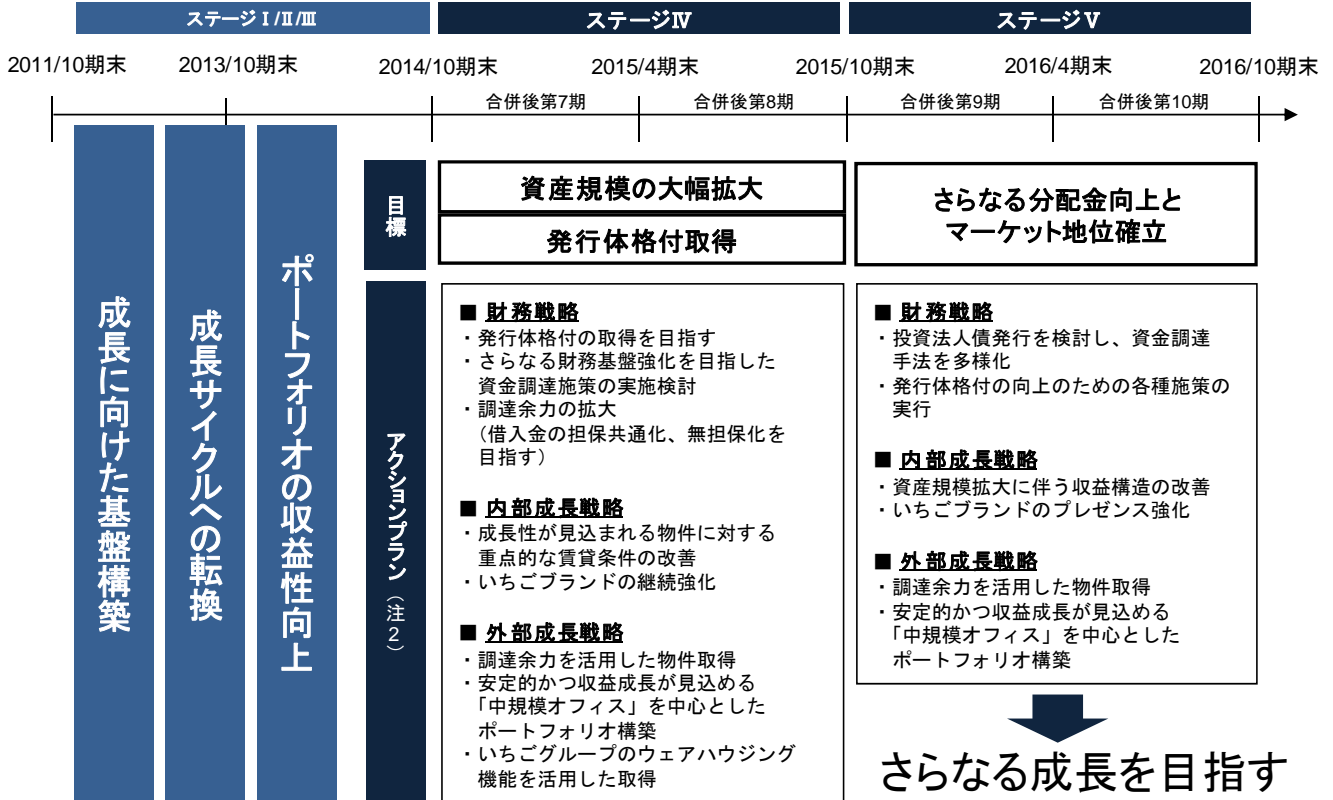 ステージⅠ/Ⅱ/Ⅲ
ステージⅣ
ステージⅤ
2011/10期末
2013/10期末
2014/10期末
2015/4期末
2015/10期末
2016/4期末
2016/10期末
合併後第7期
合併後第8期
合併後第9期
合併後第10期
成長に向けた基盤構築
成長サイクルへの転換
ポートフォリオの収益性向上
目標
資産規模の大幅拡大
発行体格付取得
さらなる分配金向上と
マーケット地位確立
アクションプラン（注2）
■ 財務戦略
・発行体格付の取得を目指す
・さらなる財務基盤強化を目指した
資金調達施策の実施検討
・調達余力の拡大
（借入金の担保共通化、無担保化を
目指す）
■ 内部成長戦略
・成長性が見込まれる物件に対する
重点的な賃貸条件の改善
・いちごブランドの継続強化
■ 外部成長戦略
・調達余力を活用した物件取得
・安定的かつ収益成長が見込める
「中規模オフィス」を中心とした
ポートフォリオ構築
・いちごグループのウェアハウジング
機能を活用した取得
■ 財務戦略
・投資法人債発行を検討し、資金調達
手法を多様化
・発行体格付の向上のための各種施策の
実行
■ 内部成長戦略
・資産規模拡大に伴う収益構造の改善
・いちごブランドのプレゼンス強化
■ 外部成長戦略
・調達余力を活用した物件取得
・安定的かつ収益成長が見込める
「中規模オフィス」を中心とした
ポートフォリオ構築
さらなる成長を目指す